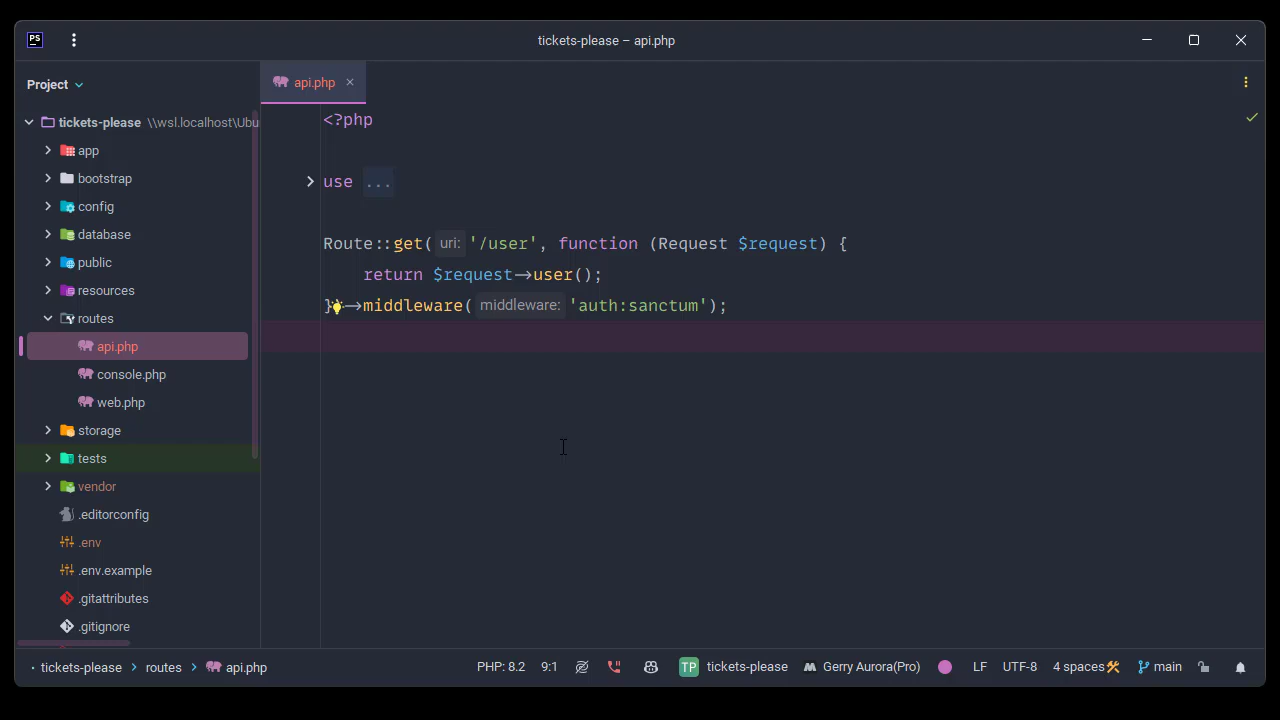 PS
tickets-please – api.php
Project
api.php
tickets-please \\wsl.localhost\Ubu
app
bootstrap
config
database
public
resources
routes
api.php
console.php
web.php
storage
tests
vendor
.editorconfig
.env
.env.example
.gitattributes
.gitignore
<?php
use ...
Route::get( uri: '/user', function (Request $request) {
return $request->user();
})->middleware( middleware: 'auth:sanctum');
tickets-please > routes > api.php
PHP: 8.2 9:1 TP tickets-please Gerry Aurora(Pro) LF UTF-8 4 spaces main